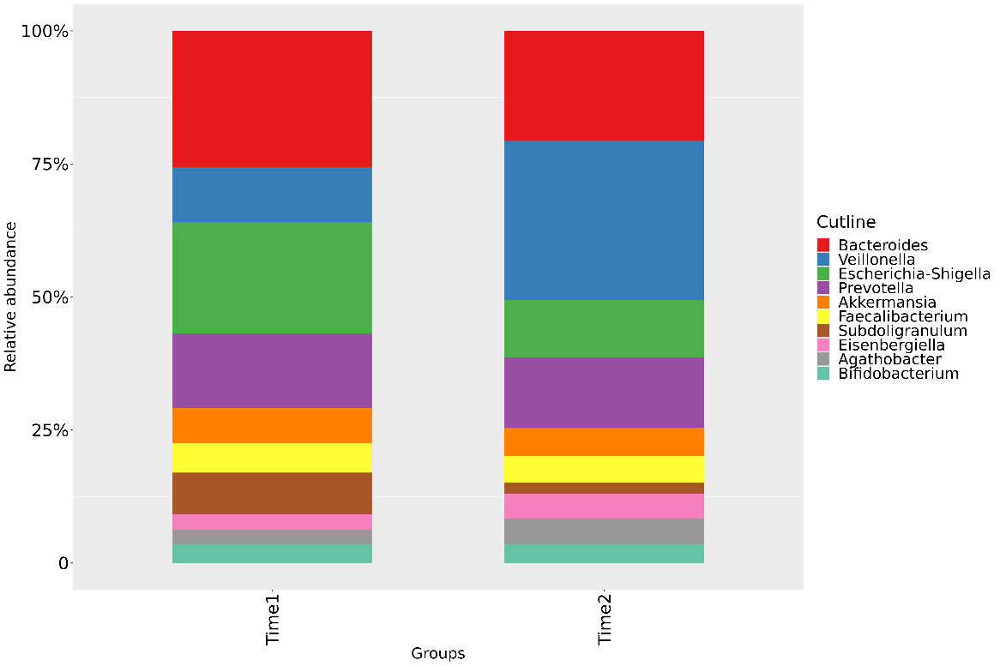 100%
75%
50%
25%
0
Relative abundance
Time1
Time2
Groups
Cutline
Bacteroides
Veillonella
Escherichia-Shigella
Prevotella
Akkermansia
Faecalibacterium
Subdoligranulum
Eisenbergiella
Agathobacter
Bifidobacterium